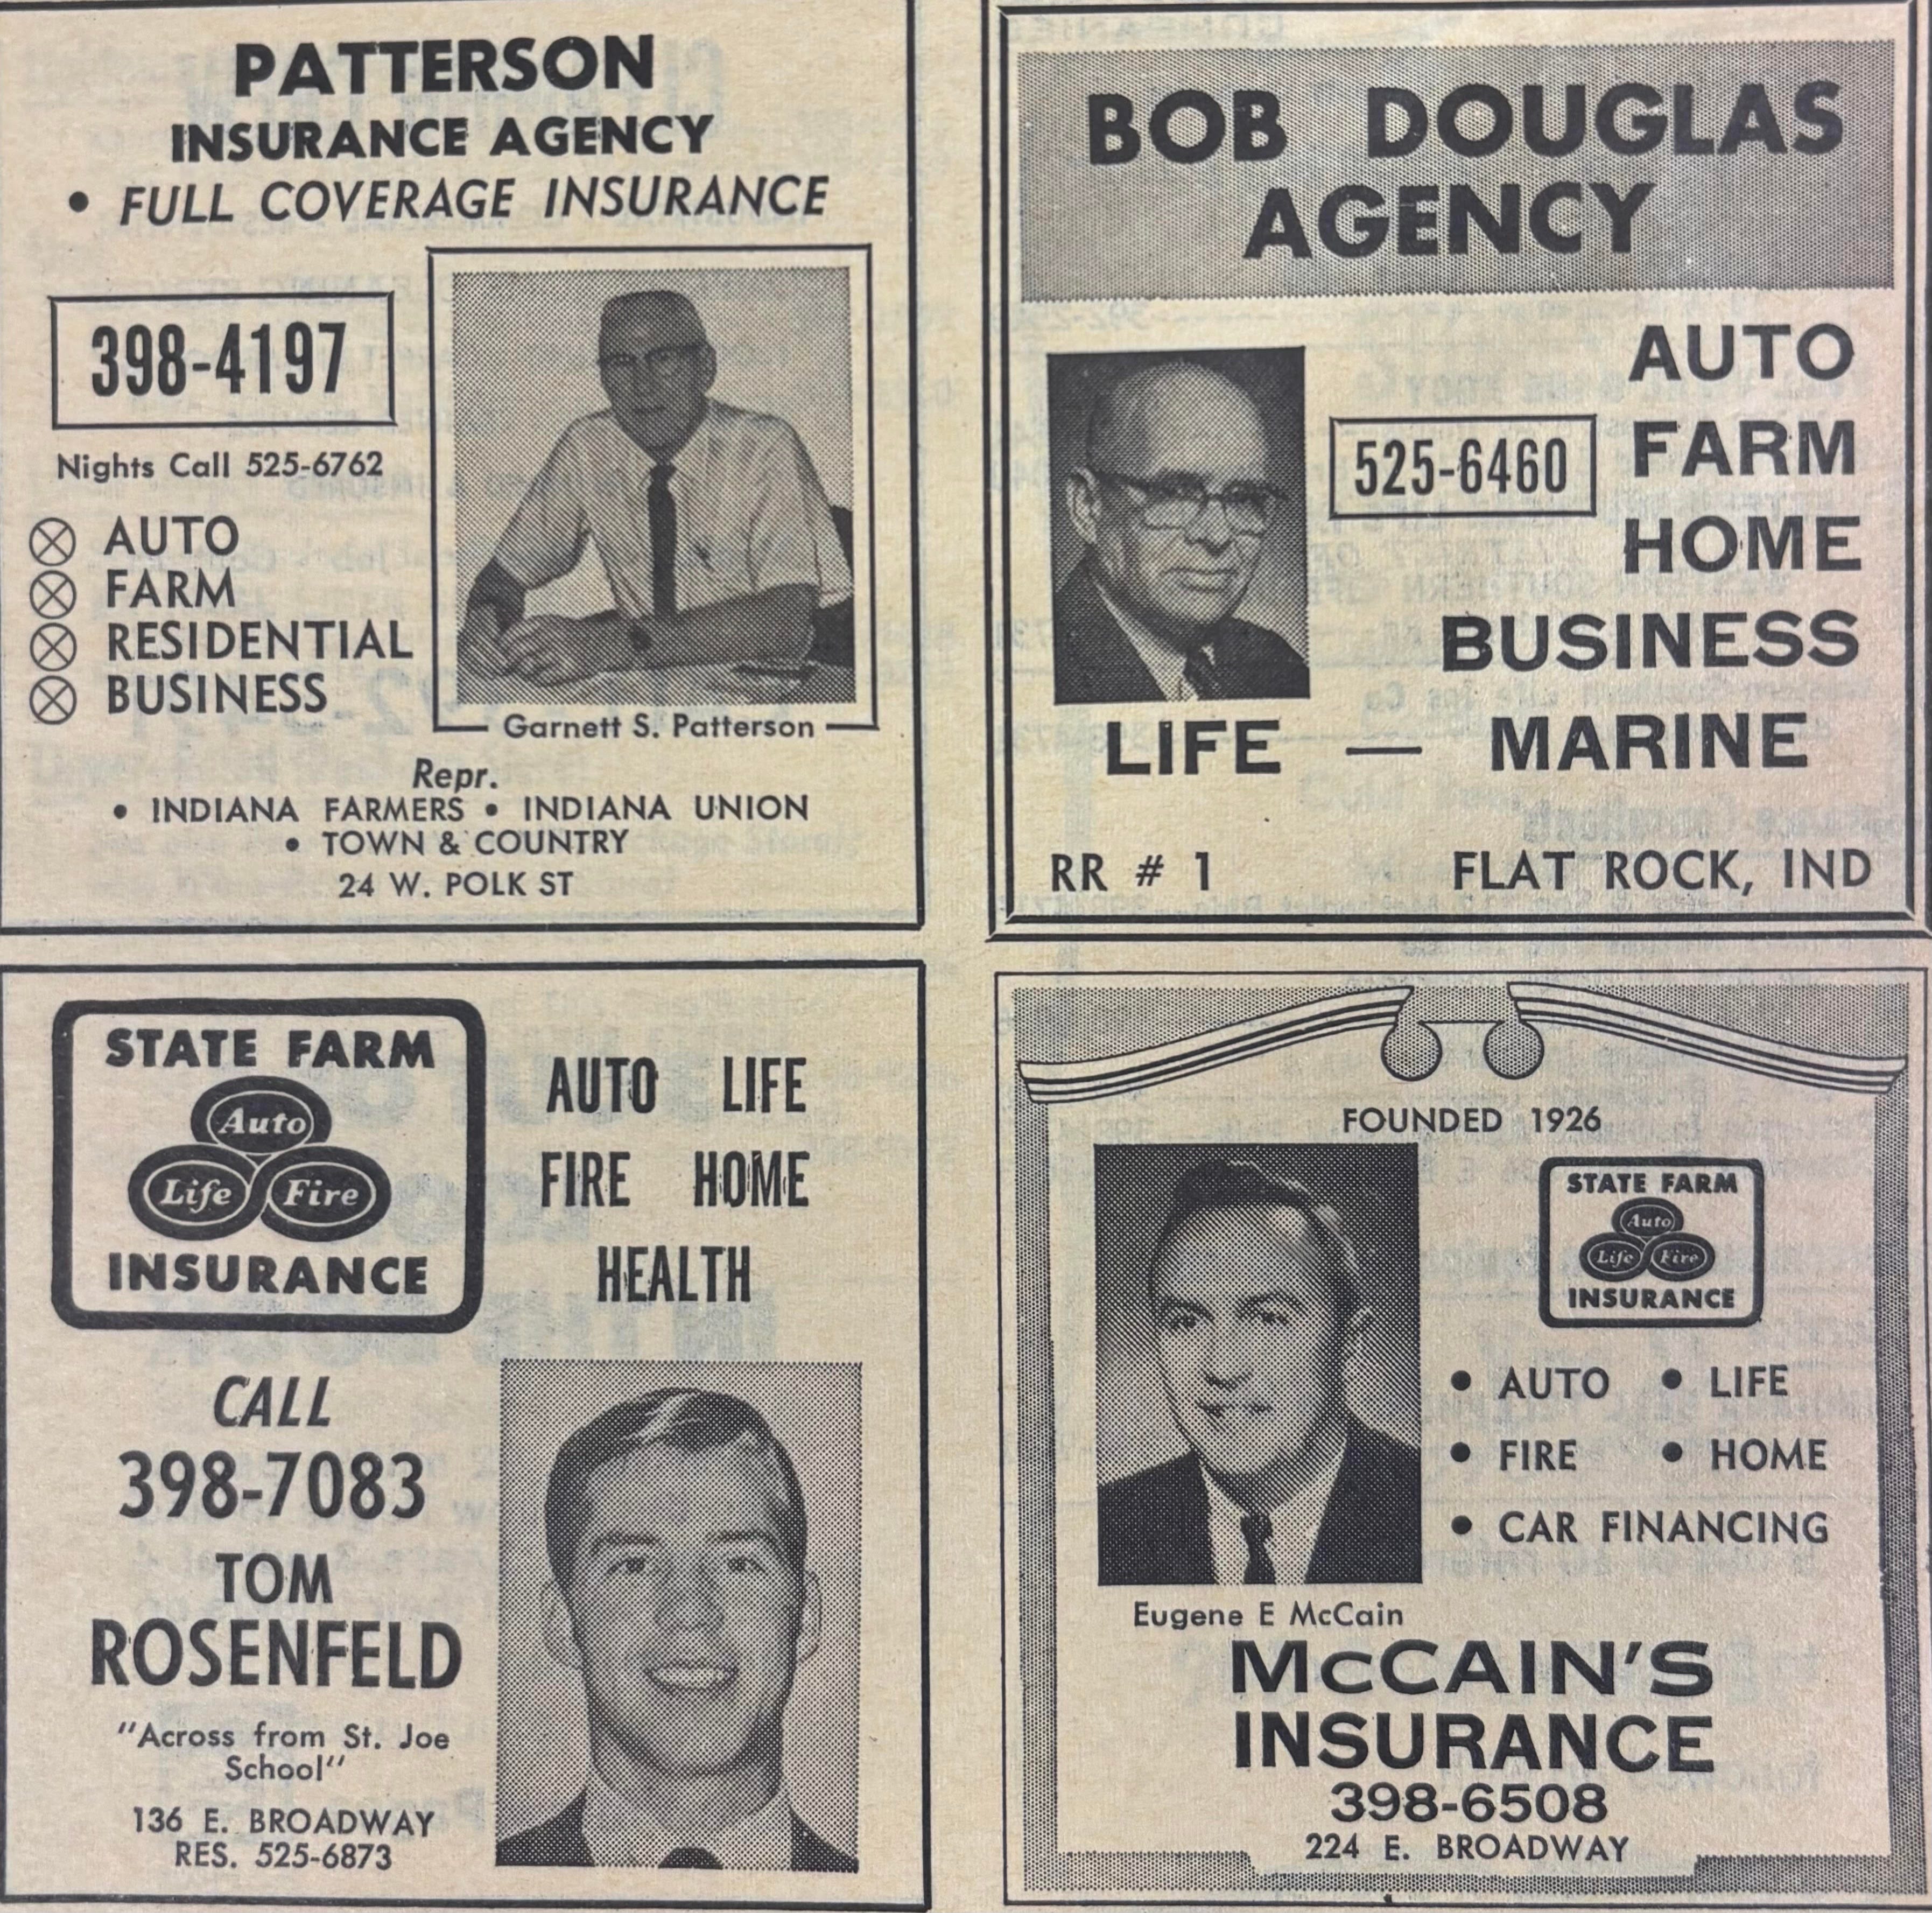 PATTERSON
INSURANCE AGENCY
• FULL COVERAGE INSURANCE
398-4197
Nights Call 525-6762
AUTO
FARM
RESIDENTIAL
BUSINESS
Garnett S. Patterson
Repr.
• INDIANA FARMERS • INDIANA UNION
• TOWN & COUNTRY
24 W. POLK ST
BOB DOUGLAS
AGENCY
525-6460
AUTO
FARM
HOME
BUSINESS
LIFE — MARINE
RR # 1 FLAT ROCK, IND
STATE FARM
Auto
Life Fire
INSURANCE
AUTO LIFE
FIRE HOME
HEALTH
CALL
398-7083
TOM
ROSENFELD
"Across from St. Joe
School"
136 E. BROADWAY
RES. 525-6873
FOUNDED 1926
STATE FARM
Auto
Life Fire
INSURANCE
• AUTO • LIFE
• FIRE • HOME
• CAR FINANCING
Eugene E McCain
McCAIN'S
INSURANCE
398-6508
224 E. BROADWAY